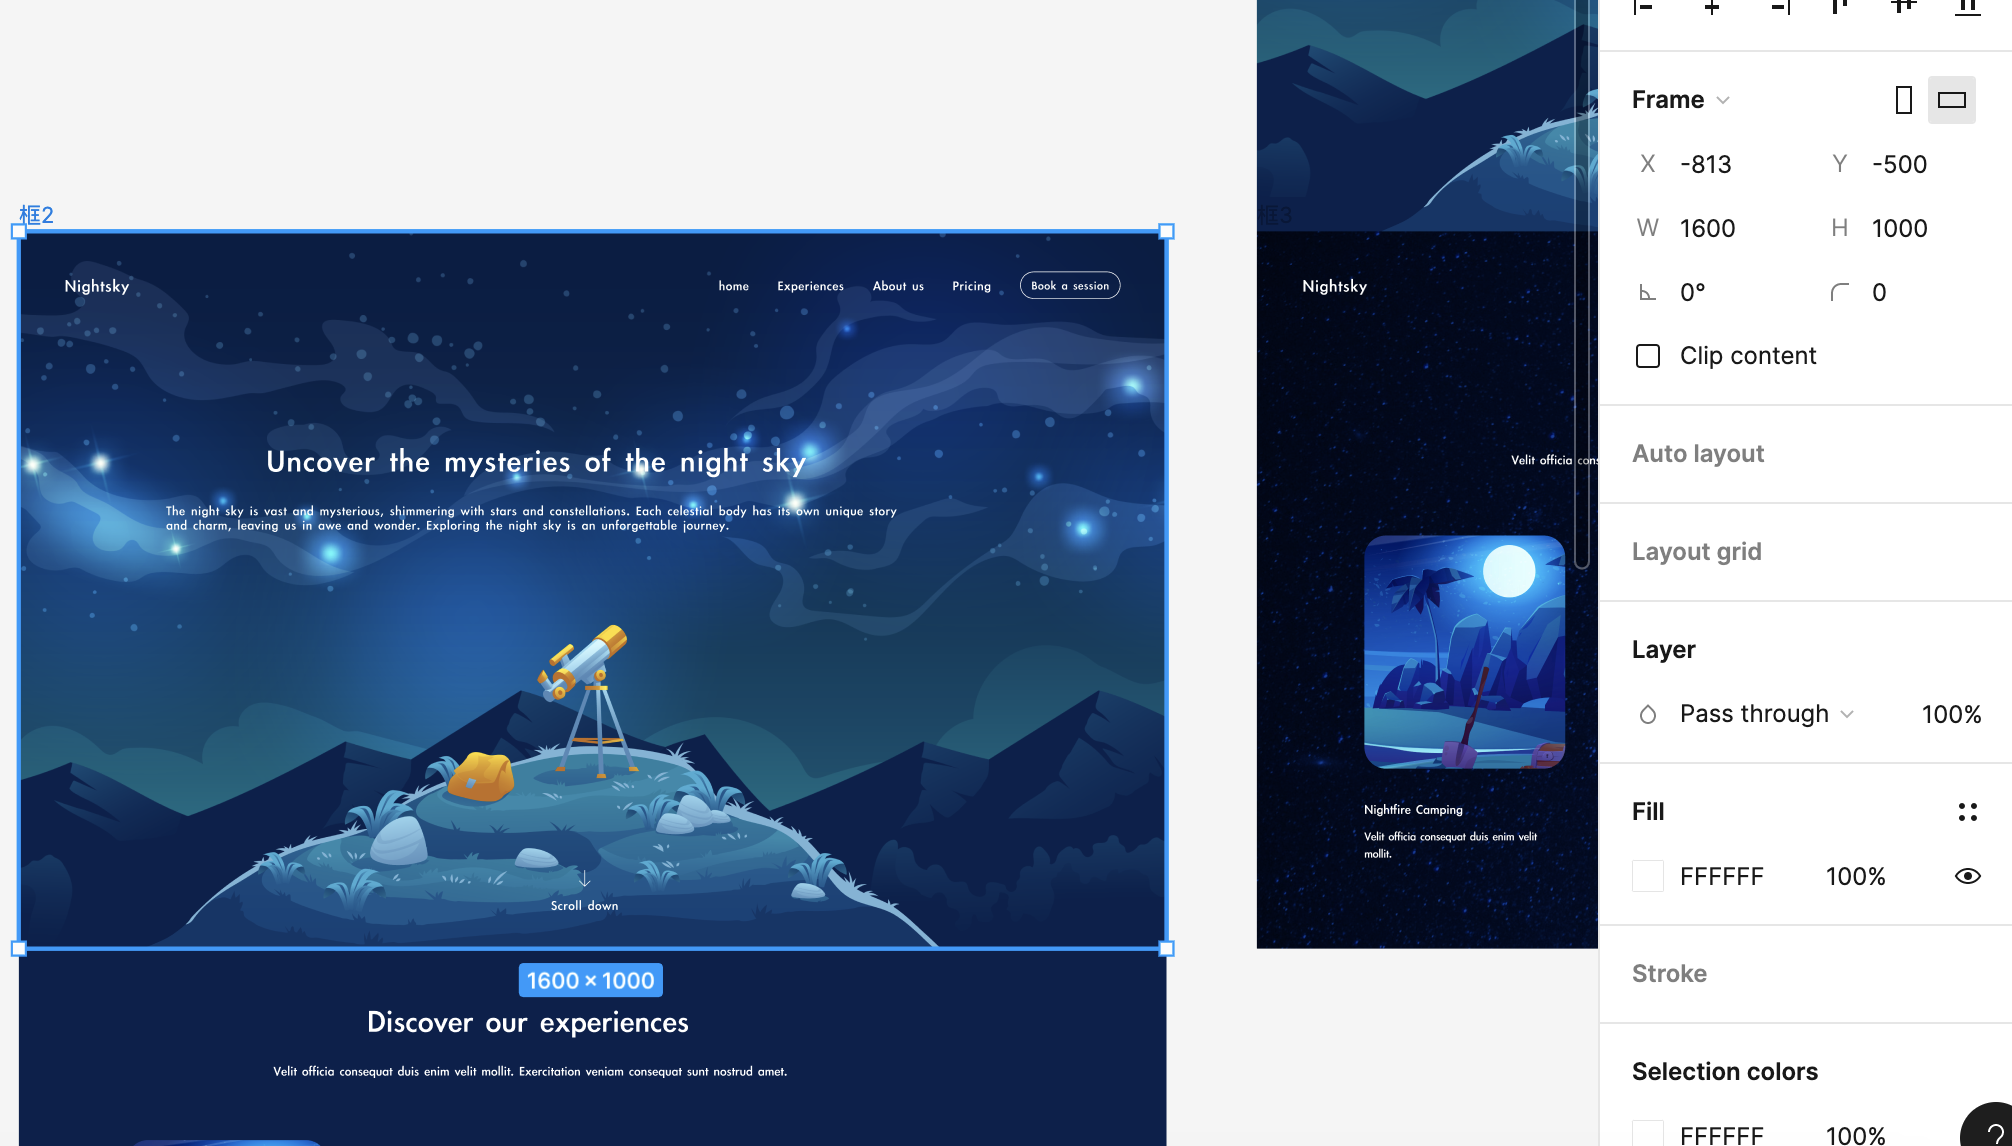 框2
Nightsky
home
Experiences
About us
Pricing
Book a session
Uncover the mysteries of the night sky
The night sky is vast and mysterious, shimmering with stars and constellations. Each celestial body has its own unique story
and charm, leaving us in awe and wonder. Exploring the night sky is an unforgettable journey.
Scroll down
1600 × 1000
Discover our experiences
Velit officia consequat duis enim velit mollit. Exercitation veniam consequat sunt nostrud amet.
框3
Nightsky
Velit officia cons
Nightfire Camping
Velit officia consequat duis enim velit
mollit.
Frame
X -813 Y -500
W 1600 H 1000
0° 0
Clip content
Auto layout
Layout grid
Layer
Pass through 100%
Fill
FFFFFF 100%
Stroke
Selection colors
FFFFFF 100%
?